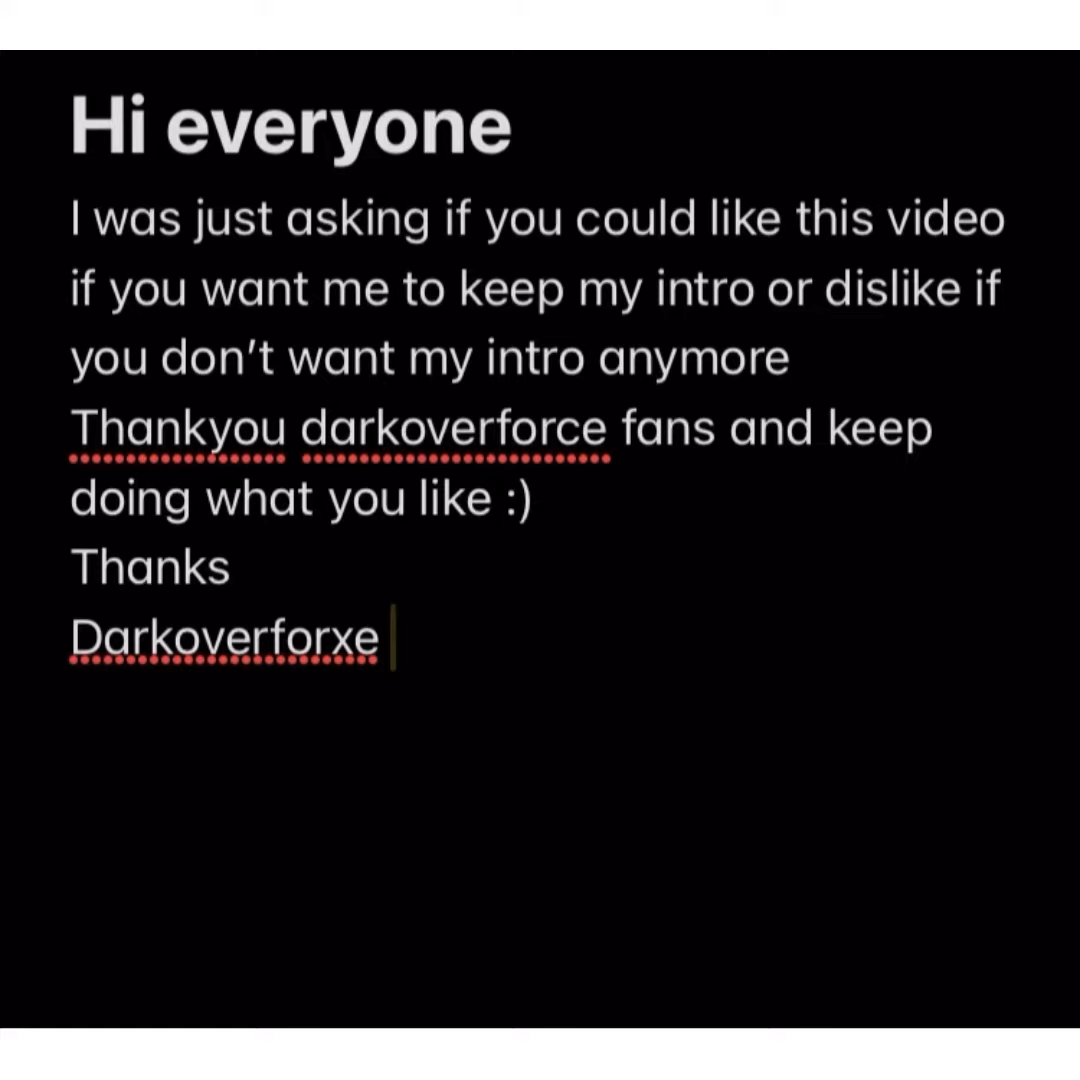 Hi everyone
I was just asking if you could like this video
if you want me to keep my intro or dislike if
you don’t want my intro anymore
Thankyou darkoverforce fans and keep
doing what you like :)
Thanks
Darkoverforxe